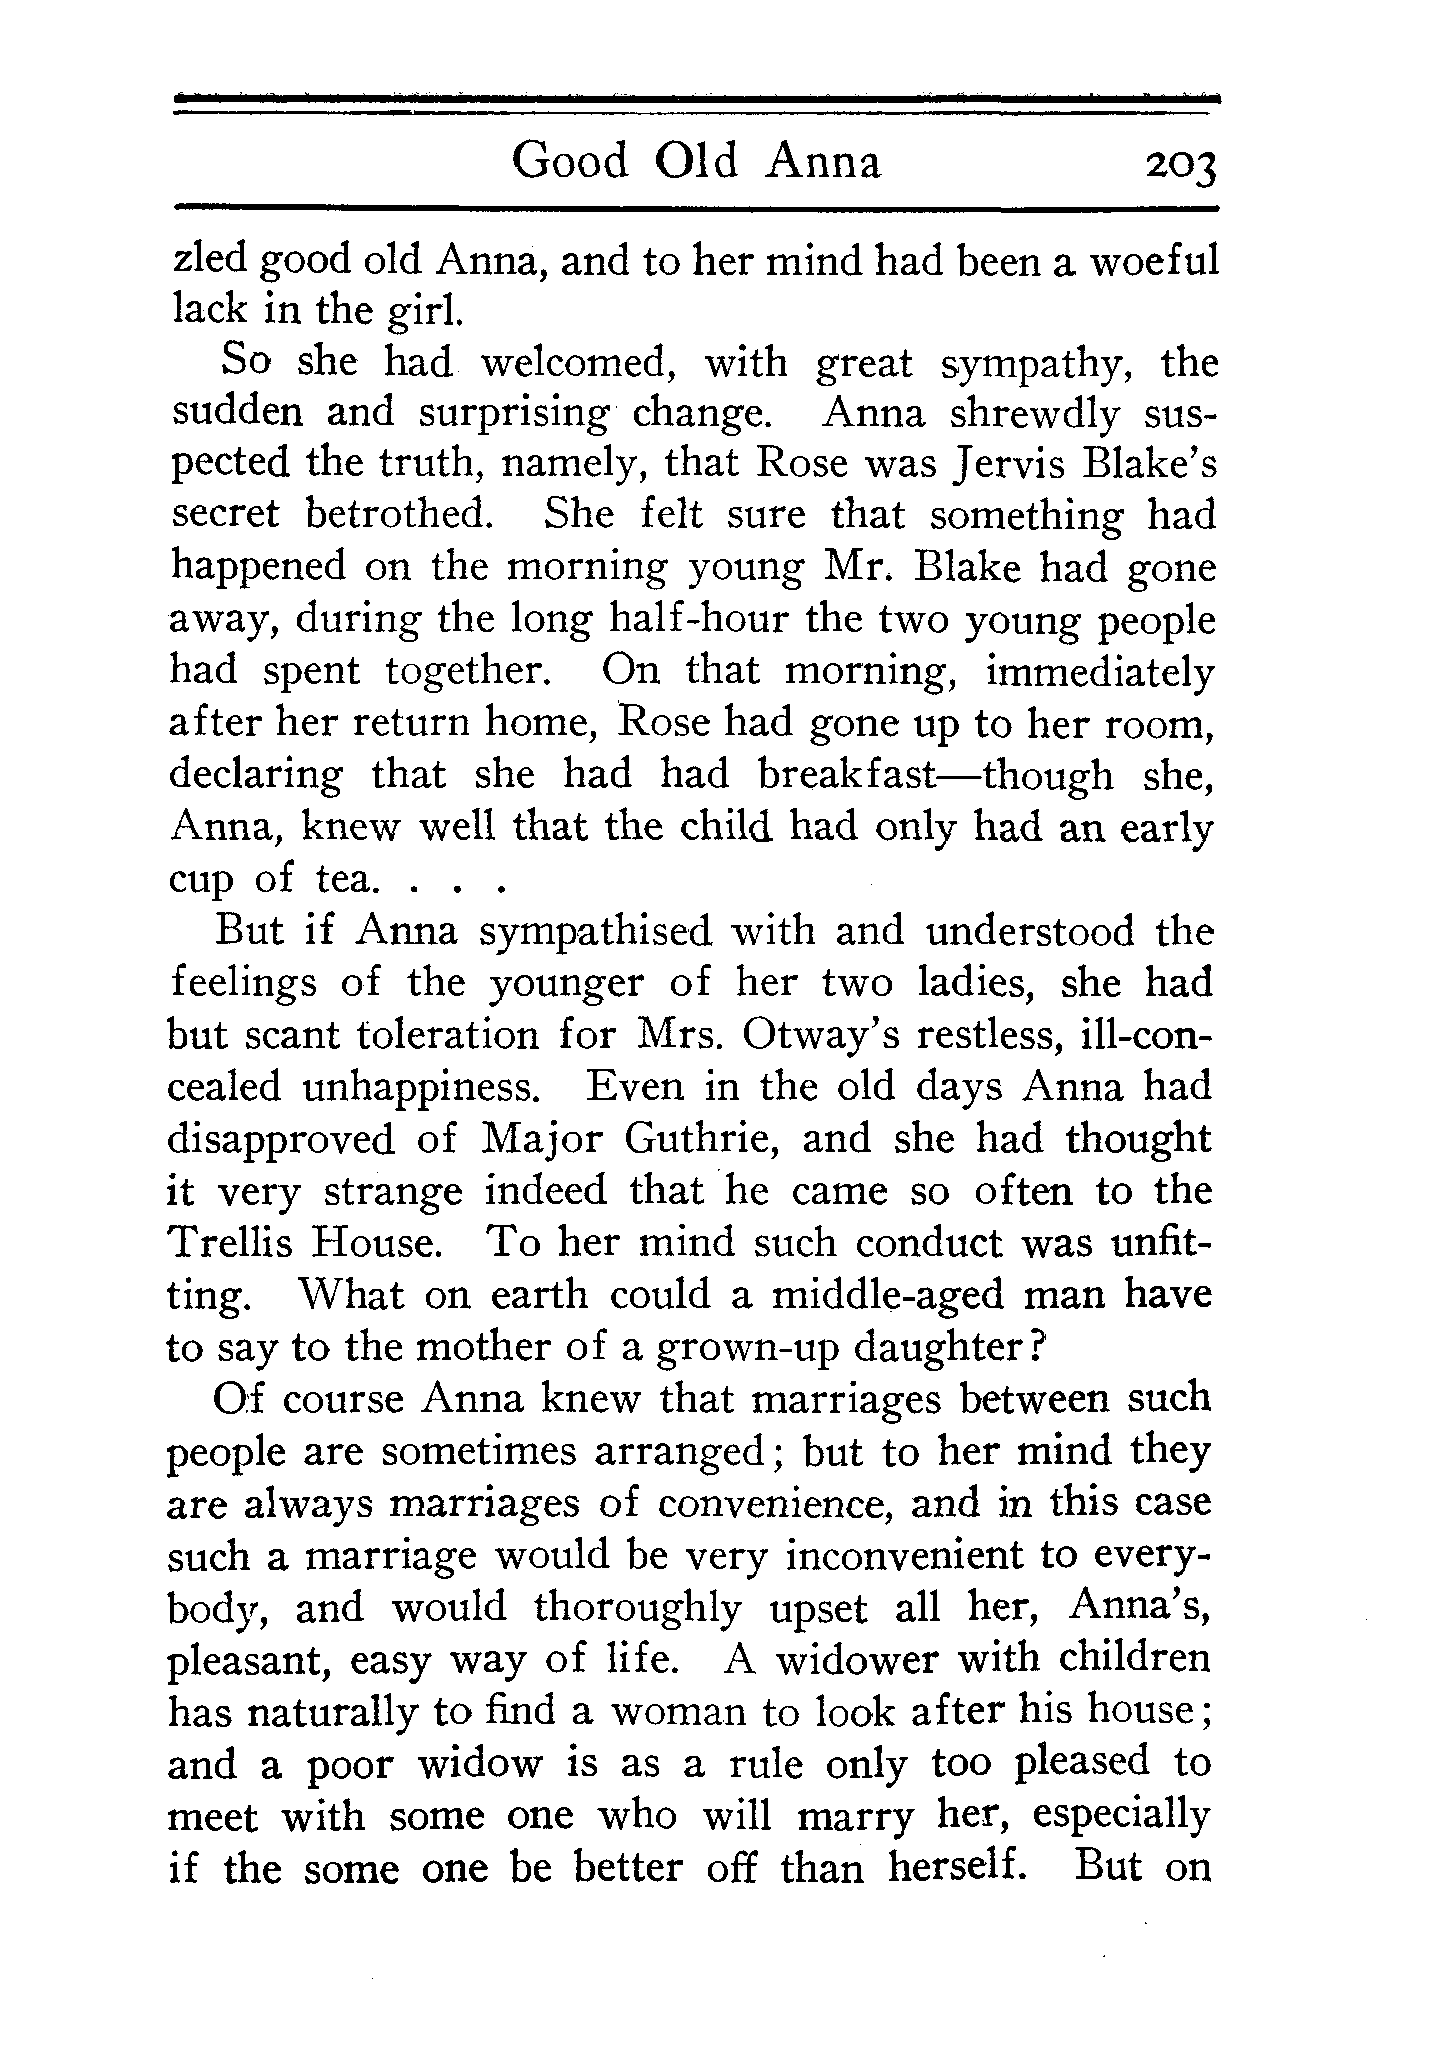 Good Old Anna 203
zled good old Anna, and to her mind had been a woeful
lack in the girl.
So she had welcomed, with great sympathy, the
sudden and surprising change. Anna shrewdly sus-
pected the truth, namely, that Rose was Jervis Blake's
secret betrothed. She felt sure that something had
happened on the morning young Mr. Blake had gone
away, during the long half-hour the two young people
had spent together. On that morning, immediately
after her return home, Rose had gone up to her room,
declaring that she had had breakfast—though she,
Anna, knew well that the child had only had an early
cup of tea. . . .
But if Anna sympathised with and understood the
feelings of the younger of her two ladies, she had
but scant toleration for Mrs. Otway's restless, ill-con-
cealed unhappiness. Even in the old days Anna had
disapproved of Major Guthrie, and she had thought
it very strange indeed that he came so often to the
Trellis House. To her mind such conduct was unfit-
ting. What on earth could a middle-aged man have
to say to the mother of a grown-up daughter?
Of course Anna knew that marriages between such
people are sometimes arranged; but to her mind they
are always marriages of convenience, and in this case
such a marriage would be very inconvenient to every-
body, and would thoroughly upset all her, Anna's,
pleasant, easy way of life. A widower with children
has naturally to find a woman to look after his house;
and a poor widow is as a rule only too pleased to
meet with some one who will marry her, especially
if the some one be better off than herself. But on